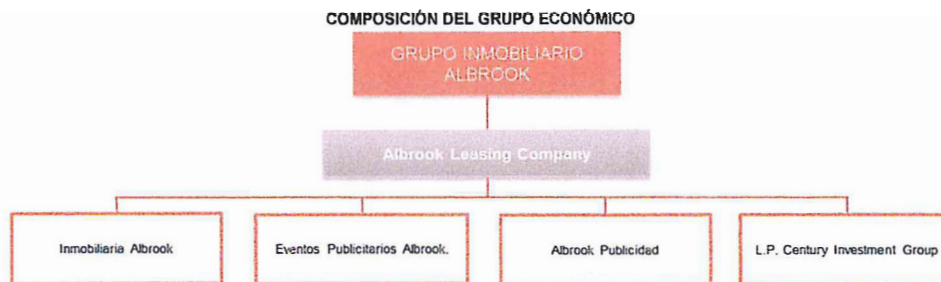 COMPOSICIÓN DEL GRUPO ECONÓMICO
GRUPO INMOBILIARIO
ALBROOK
Albrook Leasing Company
Inmobiliaria Albrook
Eventos Publicitarios Albrook.
Albrook Publicidad
L.P. Century Investment Group